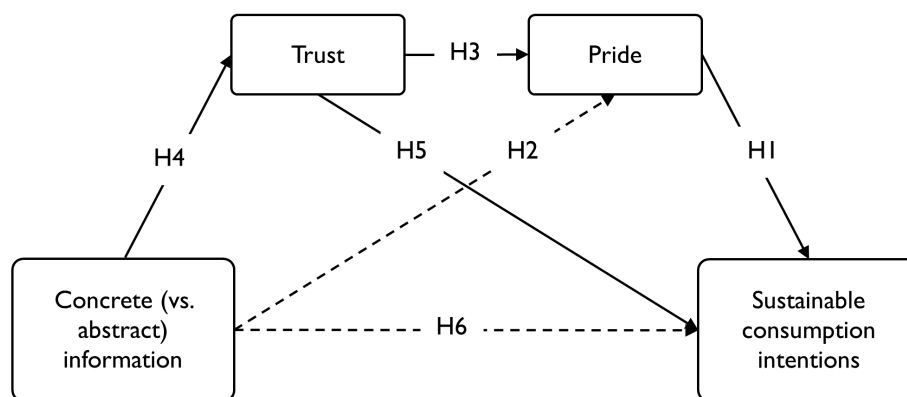 Trust
H3
Pride
H4
H5
H2
H1
Concrete (vs.
abstract)
information
H6
Sustainable
consumption
intentions